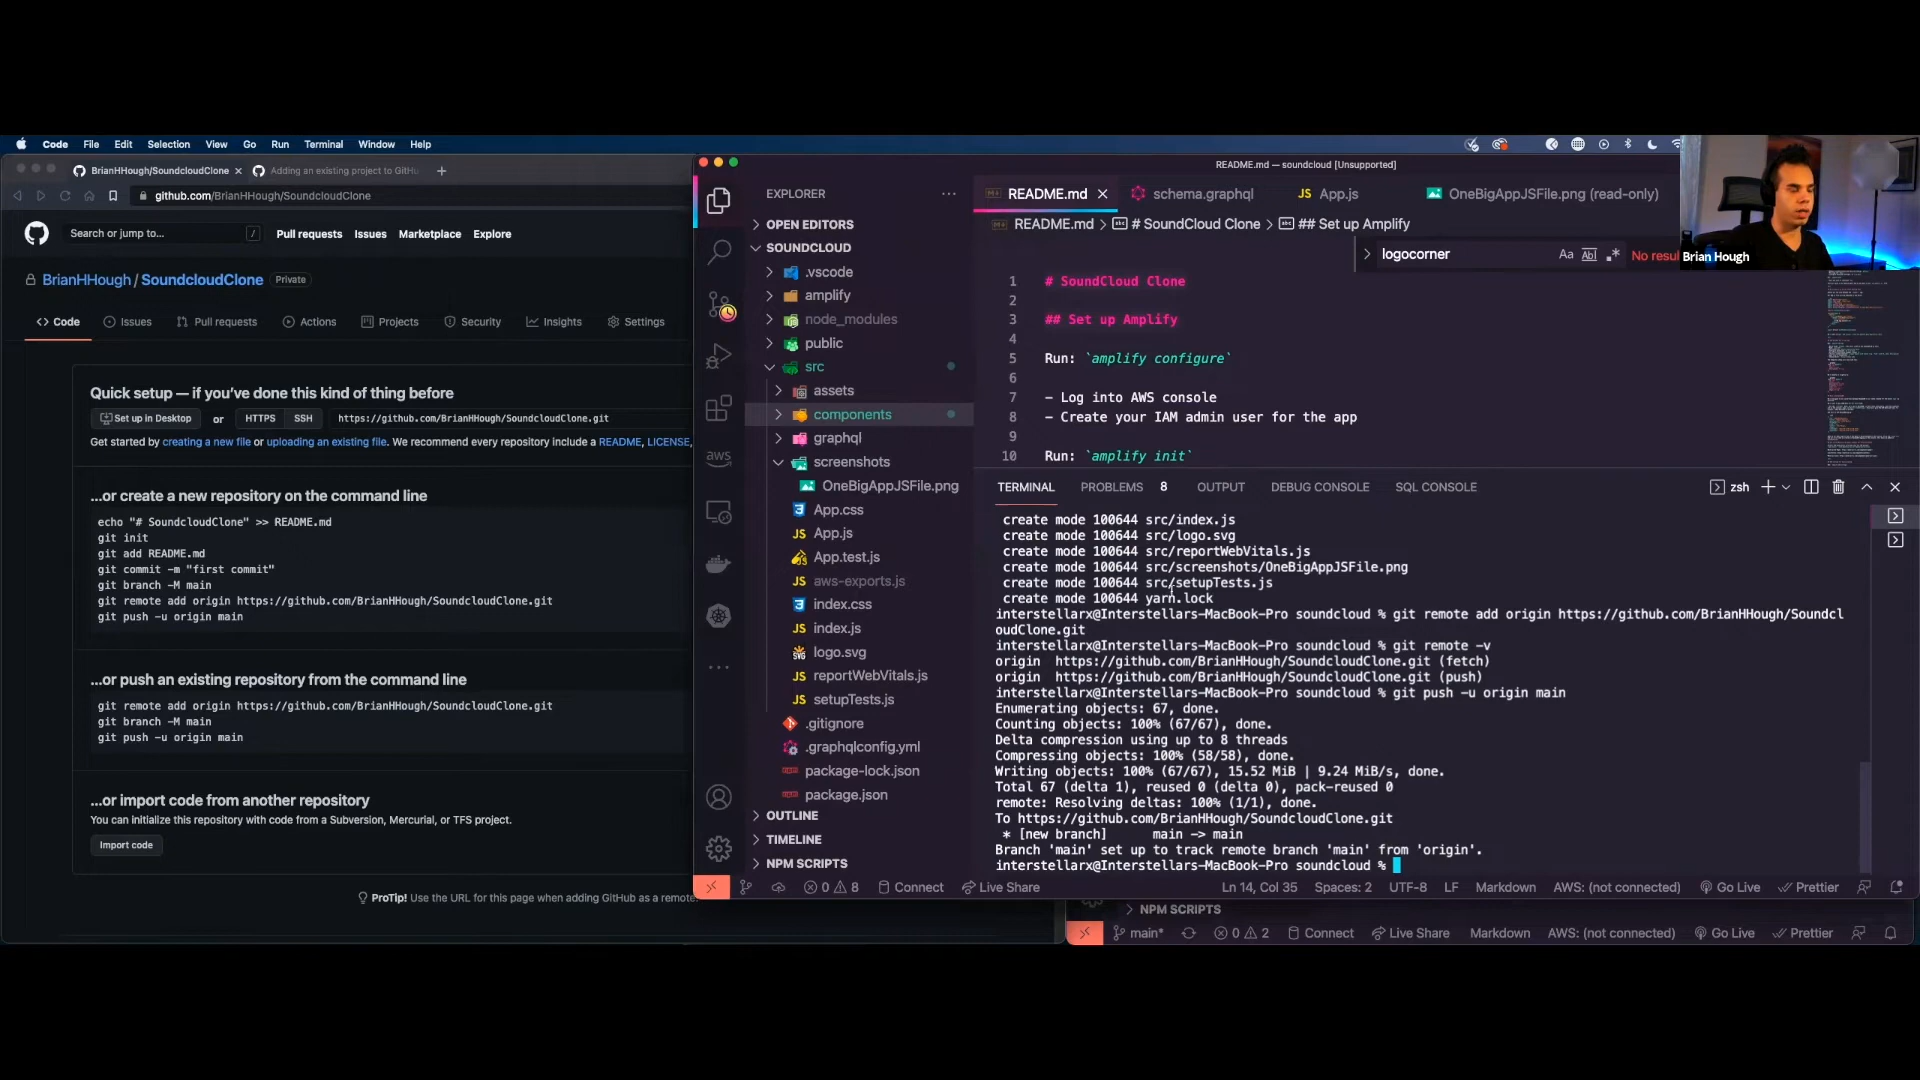 Code File Edit Selection View Go Run Terminal Window Help
BrianHHough/SoundcloudClone
Adding an existing project to GitHu
github.com/BrianHHough/SoundcloudClone
Search or jump to...
/
Pull requests Issues Marketplace Explore
BrianHHough / SoundcloudClone Private
Code Issues Pull requests Actions Projects Security Insights Settings
Quick setup — if you've done this kind of thing before
Set up in Desktop or HTTPS SSH https://github.com/BrianHHough/SoundcloudClone.git
Get started by creating a new file or uploading an existing file. We recommend every repository include a README, LICENSE,
...or create a new repository on the command line
echo "# SoundcloudClone" >> README.md
git init
git add README.md
git commit -m "first commit"
git branch -M main
git remote add origin https://github.com/BrianHHough/SoundcloudClone.git
git push -u origin main
...or push an existing repository from the command line
git remote add origin https://github.com/BrianHHough/SoundcloudClone.git
git branch -M main
git push -u origin main
...or import code from another repository
You can initialize this repository with code from a Subversion, Mercurial, or TFS project.
Import code
ProTip! Use the URL for this page when adding GitHub as a remote.
README.md — soundcloud [Unsupported]
EXPLORER
OPEN EDITORS
SOUNDCLOUD
.vscode
amplify
node_modules
public
src
assets
components
graphql
screenshots
OneBigAppJSFile.png
App.css
JS App.js
App.test.js
JS aws-exports.js
index.css
JS index.js
logo.svg
JS reportWebVitals.js
JS setupTests.js
.gitignore
.graphqlconfig.yml
package-lock.json
package.json
OUTLINE
TIMELINE
NPM SCRIPTS
aws
README.md schema.graphql JS App.js OneBigAppJSFile.png (read-only)
README.md > # SoundCloud Clone > ## Set up Amplify
logocorner Aa Ab .* No resul
1 # SoundCloud Clone
2
3 ## Set up Amplify
4
5 Run: `amplify configure`
6
7 - Log into AWS console
8 - Create your IAM admin user for the app
9
10 Run: `amplify init`
TERMINAL PROBLEMS 8 OUTPUT DEBUG CONSOLE SQL CONSOLE
zsh
create mode 100644 src/index.js
create mode 100644 src/logo.svg
create mode 100644 src/reportWebVitals.js
create mode 100644 src/screenshots/OneBigAppJSFile.png
create mode 100644 src/setupTests.js
create mode 100644 yarn.lock
interstellarx@Interstellars-MacBook-Pro soundcloud % git remote add origin https://github.com/BrianHHough/Soundcl
oudClone.git
interstellarx@Interstellars-MacBook-Pro soundcloud % git remote -v
origin https://github.com/BrianHHough/SoundcloudClone.git (fetch)
origin https://github.com/BrianHHough/SoundcloudClone.git (push)
interstellarx@Interstellars-MacBook-Pro soundcloud % git push -u origin main
Enumerating objects: 67, done.
Counting objects: 100% (67/67), done.
Delta compression using up to 8 threads
Compressing objects: 100% (58/58), done.
Writing objects: 100% (67/67), 15.52 MiB | 9.24 MiB/s, done.
Total 67 (delta 1), reused 0 (delta 0), pack-reused 0
remote: Resolving deltas: 100% (1/1), done.
To https://github.com/BrianHHough/SoundcloudClone.git
* [new branch] main -> main
Branch 'main' set up to track remote branch 'main' from 'origin'.
interstellarx@Interstellars-MacBook-Pro soundcloud %
0 8 Connect Live Share Ln 14, Col 35 Spaces: 2 UTF-8 LF Markdown AWS: (not connected) Go Live Prettier
NPM SCRIPTS
main* 0 2 Connect Live Share Markdown AWS: (not connected) Go Live Prettier
Brian Hough